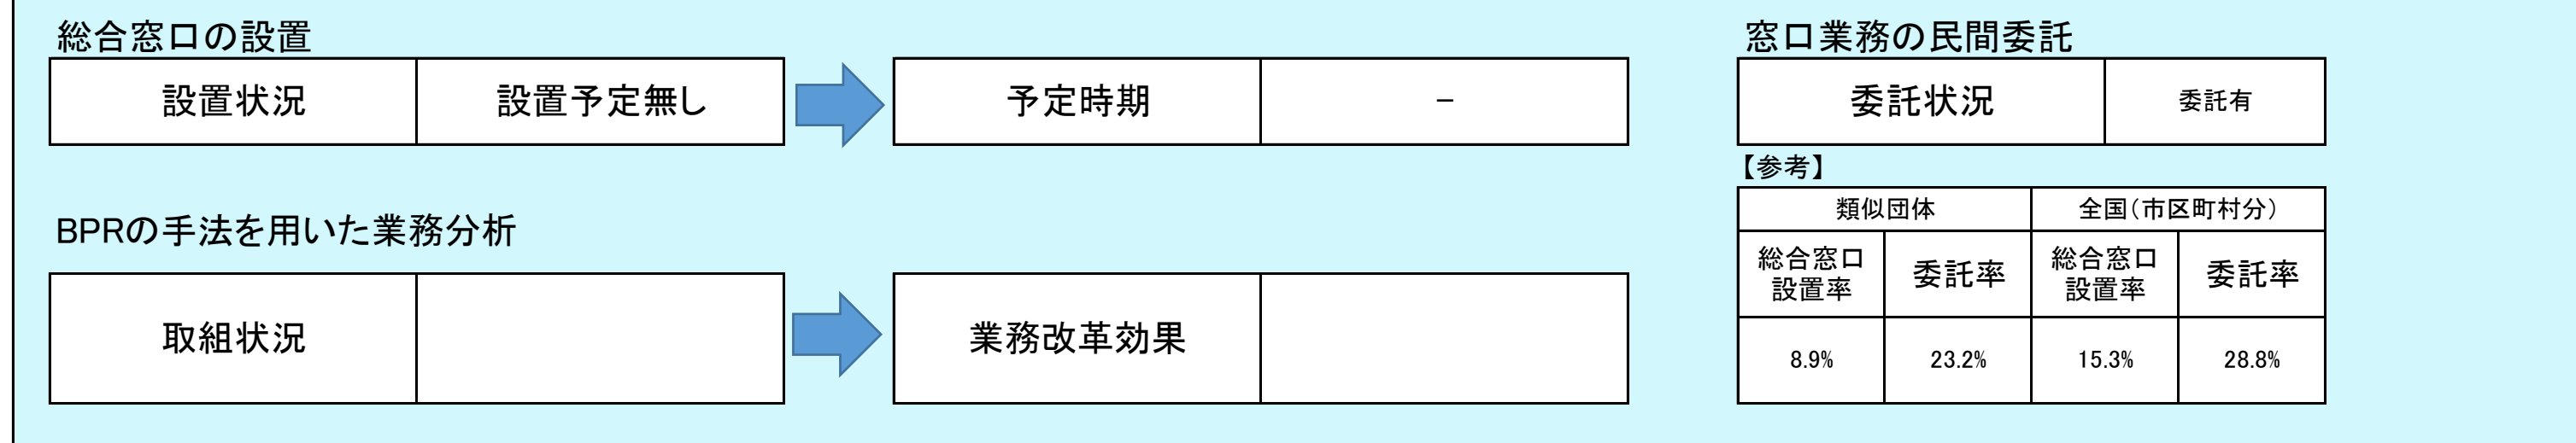 総合窓口の設置
設置状況 設置予定無し 予定時期 －
BPRの手法を用いた業務分析
取組状況 業務改革効果
窓口業務の民間委託
委託状況 委託有
【参考】
類似団体 全国（市区町村分）
総合窓口
設置率 委託率 総合窓口
設置率 委託率
8.9% 23.2% 15.3% 28.8%